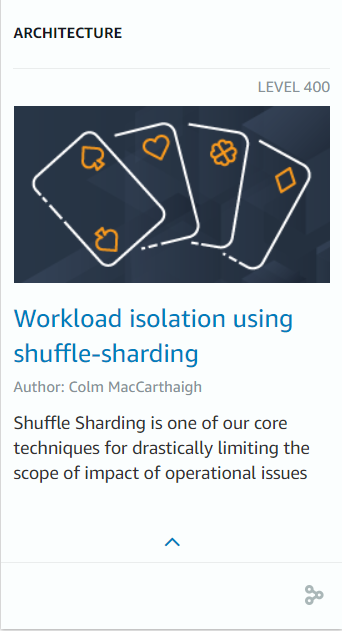 ARCHITECTURE
LEVEL 400
Workload isolation using
shuffle-sharding
Author: Colm MacCarthaigh
Shuffle Sharding is one of our core
techniques for drastically limiting the
scope of impact of operational issues